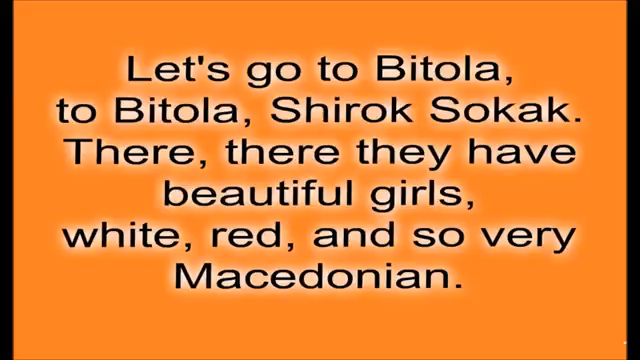 Let's go to Bitola,
to Bitola, Shirok Sokak.
There, there they have
beautiful girls,
white, red, and so very
Macedonian.